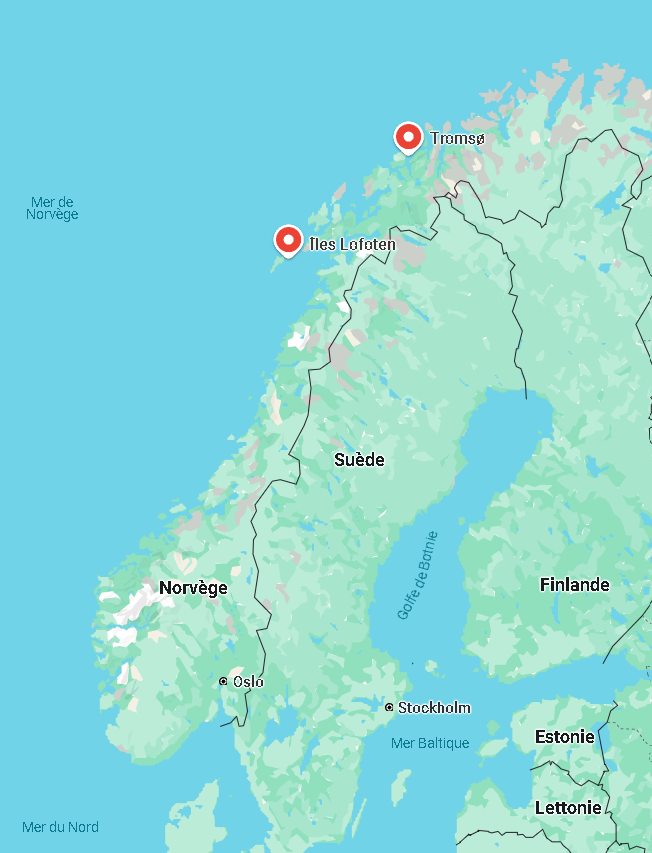 Tromsø
Mer de
Norvège
Îles Lofoten
Suède
Golfe de Botnie
Finlande
Norvège
Oslo
Stockholm
Estonie
Mer Baltique
Lettonie
Mer du Nord